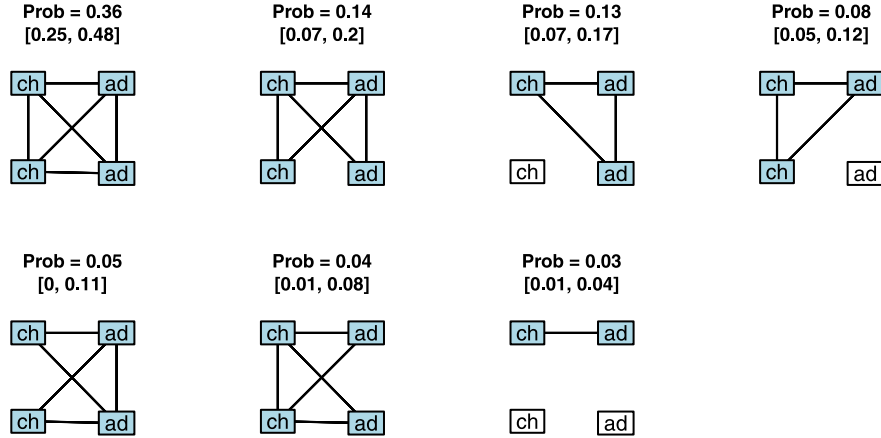 Prob = 0.36
[0.25, 0.48]
ch ad
ch ad
Prob = 0.14
[0.07, 0.2]
ch ad
ch ad
Prob = 0.13
[0.07, 0.17]
ch ad
ch ad
Prob = 0.08
[0.05, 0.12]
ch ad
ch ad
Prob = 0.05
[0, 0.11]
ch ad
ch ad
Prob = 0.04
[0.01, 0.08]
ch ad
ch ad
Prob = 0.03
[0.01, 0.04]
ch ad
ch ad